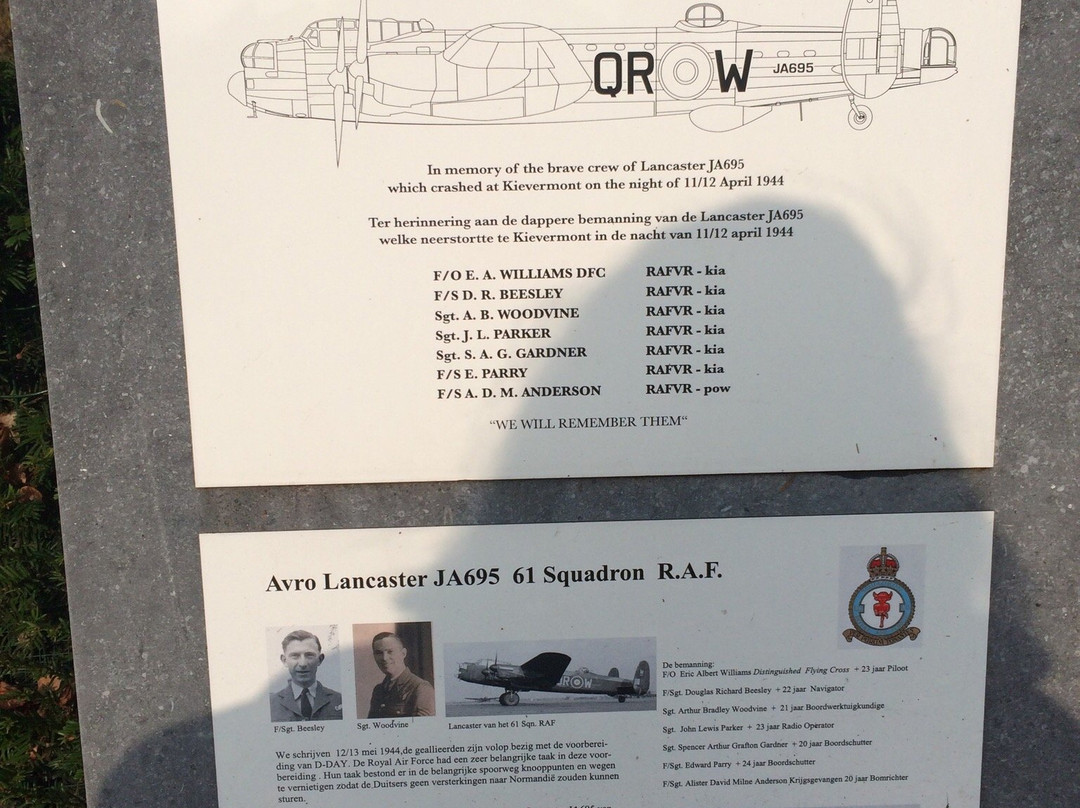 QR W JA695
In memory of the brave crew of Lancaster JA695
which crashed at Kievermont on the night of 11/12 April 1944
Ter herinnering aan de dappere bemanning van de Lancaster JA695
welke neerstortte te Kievermont in de nacht van 11/12 april 1944
F/O E. A. WILLIAMS DFC RAFVR - kia
F/S D. R. BEESLEY RAFVR - kia
Sgt. A. B. WOODVINE RAFVR - kia
Sgt. J. L. PARKER RAFVR - kia
Sgt. S. A. G. GARDNER RAFVR - kia
F/S E. PARRY RAFVR - kia
F/S A. D. M. ANDERSON RAFVR - pow
“WE WILL REMEMBER THEM“
Avro Lancaster JA695 61 Squadron R.A.F.
F/Sgt. Beesley
Sgt. Woodvine
Lancaster van het 61 Sqn. RAF
We schrijven 12/13 mei 1944,de geallieerden zijn volop bezig met de voorberei-
ding van D-DAY. De Royal Air Force had een zeer belangrijke taak in deze voor-
bereiding . Hun taak bestond er in de belangrijke spoorweg knooppunten en wegen
te vernietigen zodat de Duitsers geen versterkingen naar Normandië zouden kunnen
sturen.
De bemanning:
F/O Eric Albert Williams Distinguished Flying Cross + 23 jaar Piloot
F/Sgt. Douglas Richard Beesley + 22 jaar Navigator
Sgt. Arthur Bradley Woodvine + 21 jaar Boordwerktuigkundige
Sgt. John Lewis Parker + 23 jaar Radio Operator
Sgt. Spencer Arthur Grafton Gardner + 20 jaar Boordschutter
F/Sgt. Edward Parry + 24 jaar Boordschutter
F/Sgt. Alister David Milne Anderson Krijgsgevangen 20 jaar Bomrichter